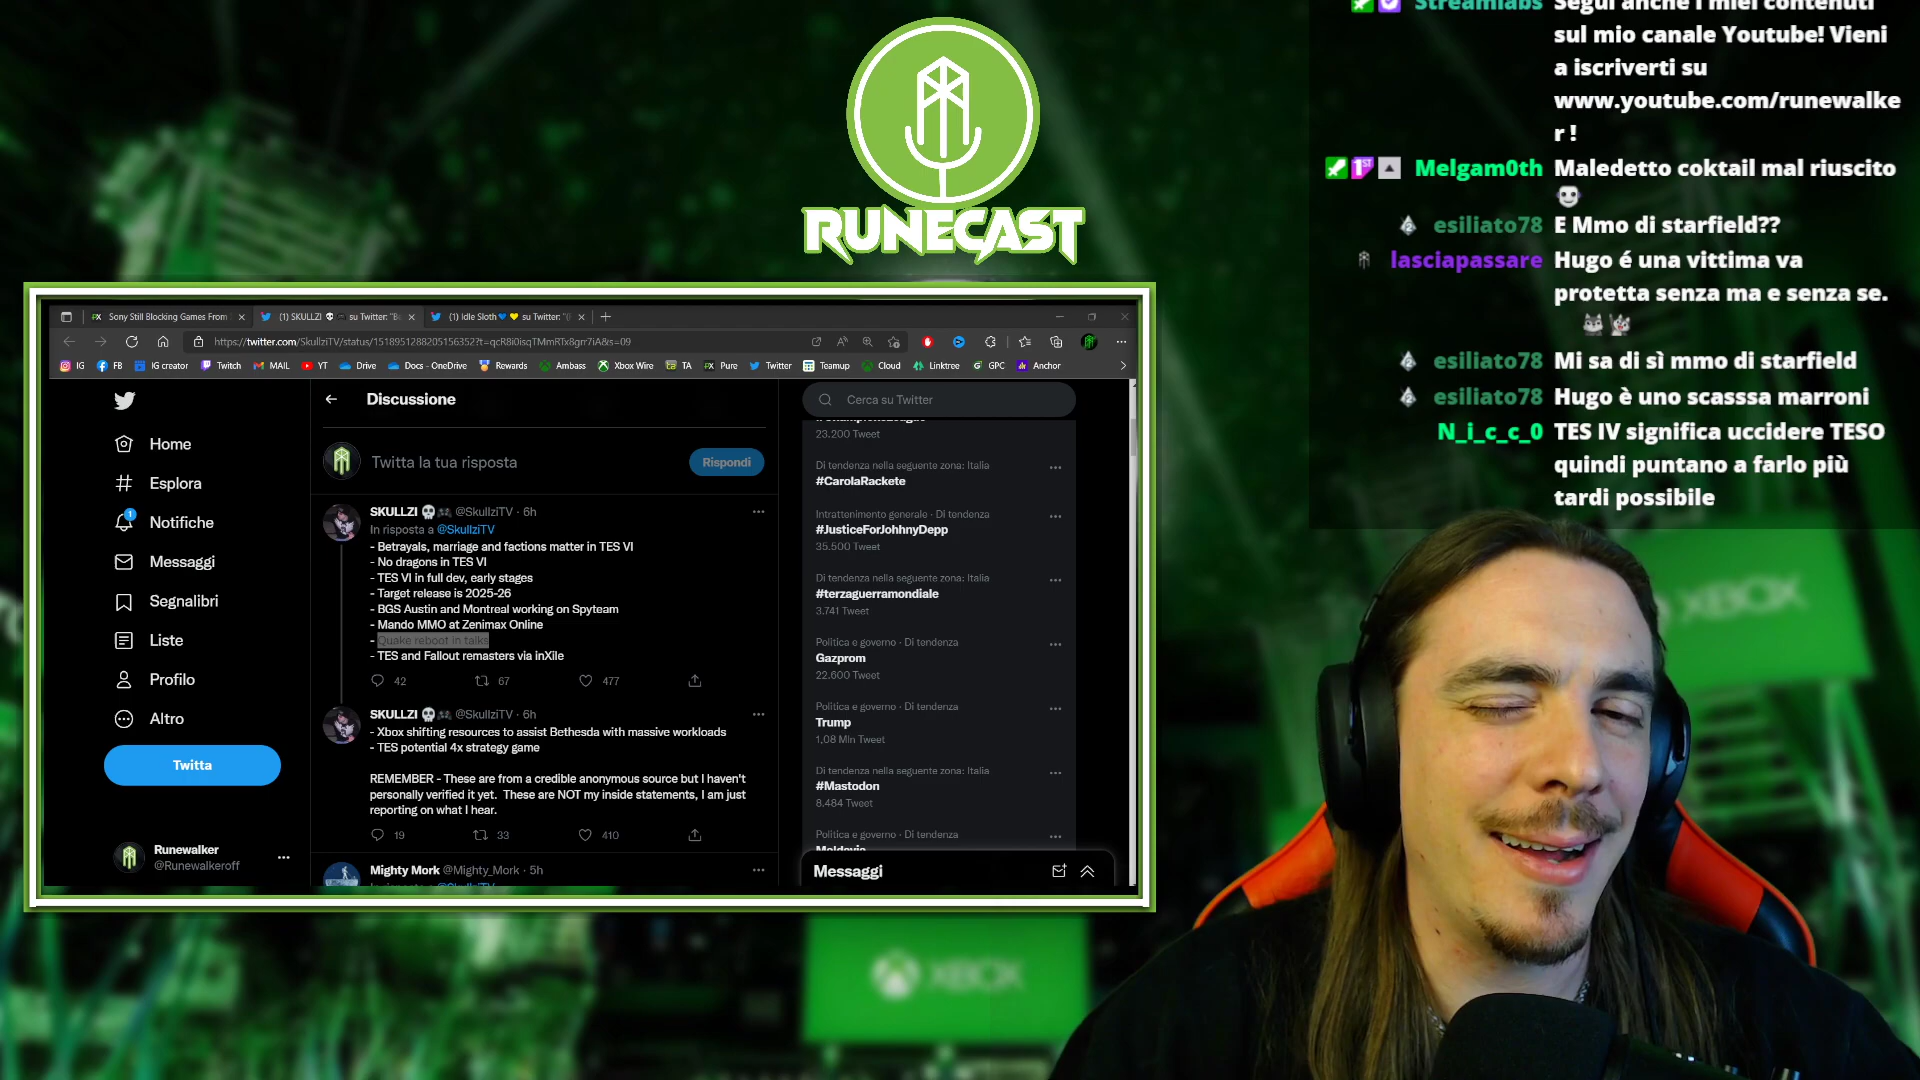 RUNECAST
Sony Still Blocking Games From
(1) SKULLZI su Twitter: "Be
(1) Idle Sloth su Twitter: "(
https://twitter.com/SkullziTV/status/1518951288205156352?t=qcR8i0isqTMmRTx8gm7iA&s=09
IG FB IG creator Twitch MAIL YT Drive Docs - OneDrive Rewards Ambass Xbox Wire TA Pure Twitter Teamup Cloud Linktree GPC Anchor
Home
Esplora
1
Notifiche
Messaggi
Segnalibri
Liste
Profilo
Altro
Twitta
Runewalker
@Runewalkeroff
Discussione
Twitta la tua risposta
Rispondi
SKULLZI @SkullziTV · 6h
In risposta a @SkullziTV
- Betrayals, marriage and factions matter in TES VI
- No dragons in TES VI
- TES VI in full dev, early stages
- Target release is 2025-26
- BGS Austin and Montreal working on Spyteam
- Mando MMO at Zenimax Online
- Quake reboot in talks
- TES and Fallout remasters via inXile
42 67 477
SKULLZI @SkullziTV · 6h
- Xbox shifting resources to assist Bethesda with massive workloads
- TES potential 4x strategy game
REMEMBER - These are from a credible anonymous source but I haven't
personally verified it yet. These are NOT my inside statements, I am just
reporting on what I hear.
19 33 410
Mighty Mork @Mighty_Mork · 5h
Cerca su Twitter
23.200 Tweet
Di tendenza nella seguente zona: Italia
#CarolaRackete
Intrattenimento generale · Di tendenza
#JusticeForJohhnyDepp
35.500 Tweet
Di tendenza nella seguente zona: Italia
#terzaguerramondiale
3.741 Tweet
Politica e governo · Di tendenza
Gazprom
22.600 Tweet
Politica e governo · Di tendenza
Trump
1,08 Mln Tweet
Di tendenza nella seguente zona: Italia
#Mastodon
8.484 Tweet
Politica e governo · Di tendenza
Moldavia
Messaggi
Streamlabs Segui anche i miei contenuti
sul mio canale Youtube! Vieni
a iscriverti su
www.youtube.com/runewalke
r !
1ST Melgam0th Maledetto coktail mal riuscito
esiliato78 E Mmo di starfield??
lasciapassare Hugo é una vittima va
protetta senza ma e senza se.
esiliato78 Mi sa di sì mmo di starfield
esiliato78 Hugo è uno scasssa marroni
N_i_c_c_0 TES IV significa uccidere TESO
quindi puntano a farlo più
tardi possibile
XBOX
XBOX